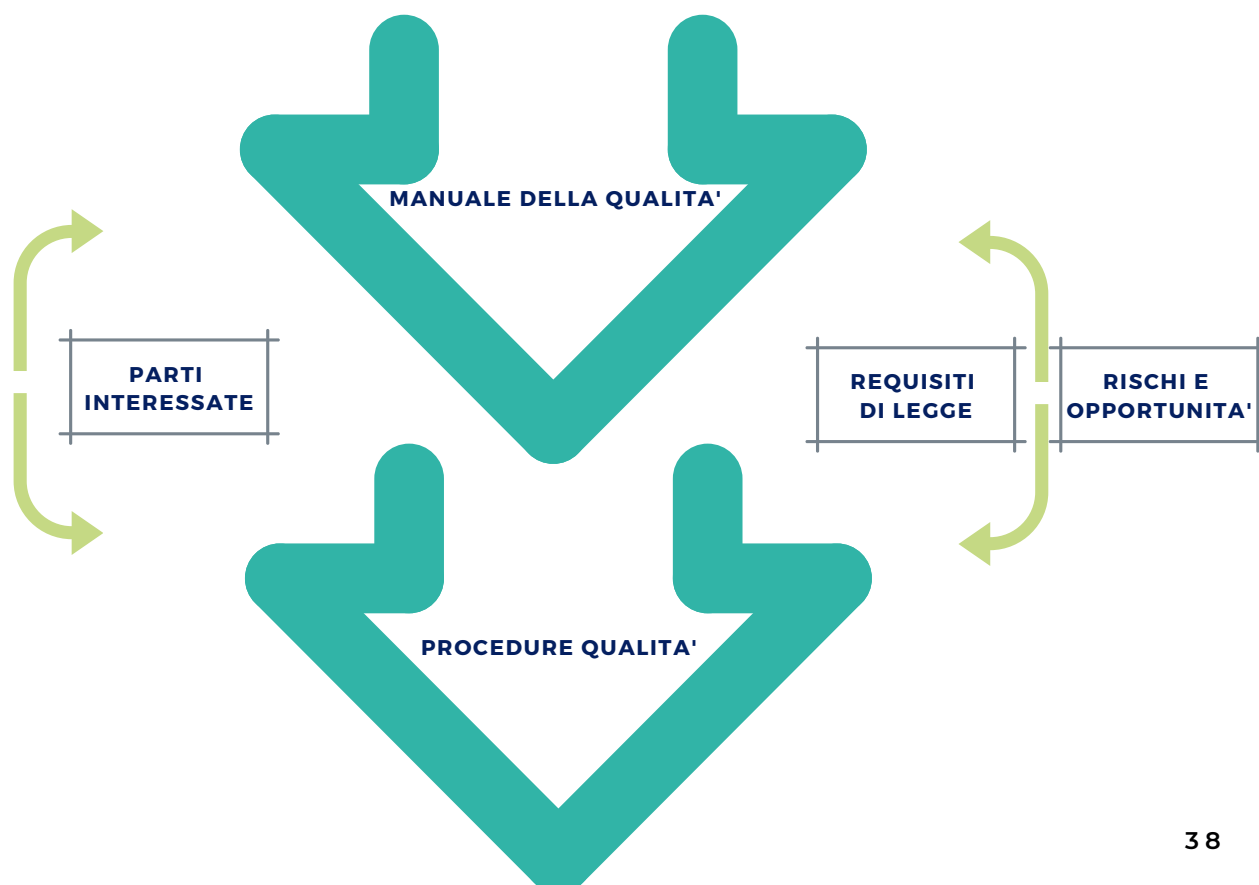 MANUALE DELLA QUALITA'
PARTI
INTERESSATE
REQUISITI
DI LEGGE
RISCHI E
OPPORTUNITA'
PROCEDURE QUALITA'
38